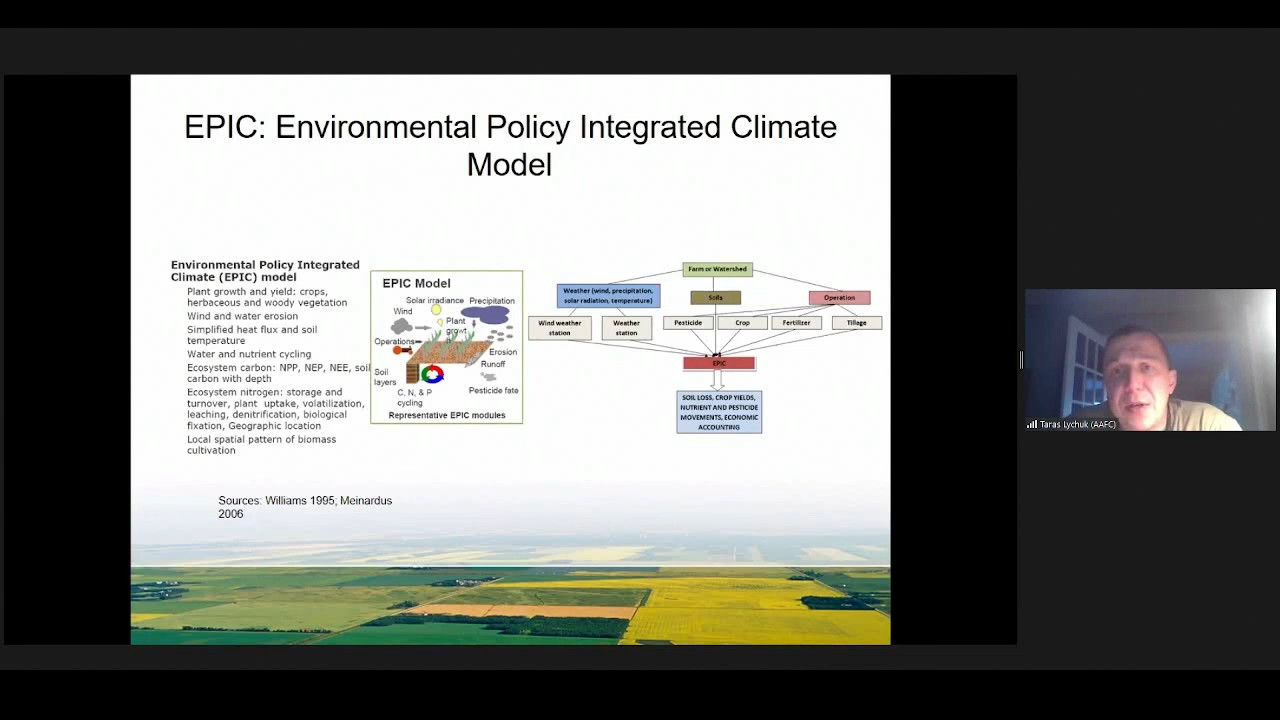 EPIC: Environmental Policy Integrated Climate
Model
Environmental Policy Integrated
Climate (EPIC) model
Plant growth and yield: crops,
herbaceous and woody vegetation
Wind and water erosion
Simplified heat flux and soil
temperature
Water and nutrient cycling
Ecosystem carbon: NPP, NEP, NEE, soil
carbon with depth
Ecosystem nitrogen: storage and
turnover, plant uptake, volatilization,
leaching, denitrification, biological
fixation, Geographic location
Local spatial pattern of biomass
cultivation
EPIC Model
Solar irradiance
Precipitation
Wind
Plant
growt
Operations
Erosion
Runoff
Soil
layers
Pesticide fate
C, N, & P
cycling
Representative EPIC modules
Farm or Watershed
Weather (wind, precipitation,
solar radiation, temperature)
Soils
Operation
Wind weather
station
Weather
station
Pesticide
Crop
Fertilizer
Tillage
EPIC
SOIL LOSS, CROP YIELDS,
NUTRIENT AND PESTICIDE
MOVEMENTS, ECONOMIC
ACCOUNTING
Sources: Williams 1995; Meinardus
2006
Taras Lychuk (AAFC)